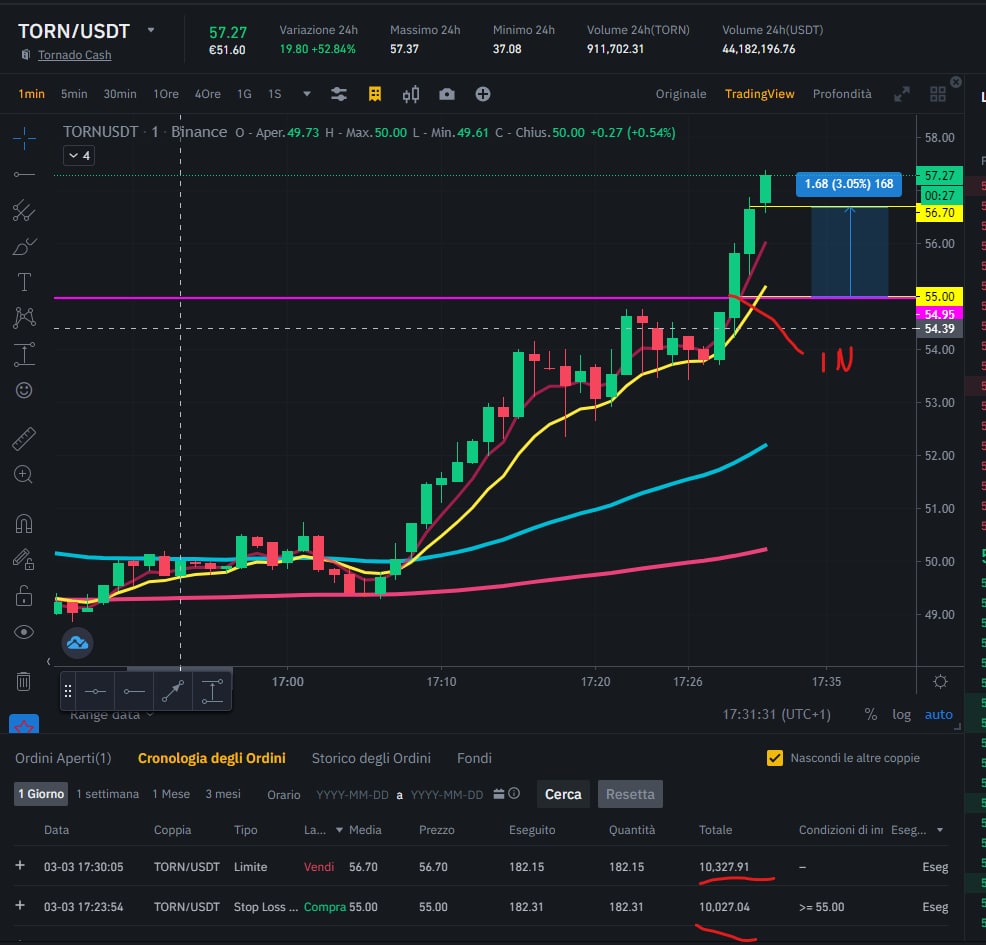 TORN/USDT
Tornado Cash
57.27
€51.60
Variazione 24h
19.80 +52.84%
Massimo 24h
57.37
Minimo 24h
37.08
Volume 24h(TORN)
911,702.31
Volume 24h(USDT)
44,182,196.76
1min 5min 30min 1Ore 4Ore 1G 1S
Originale TradingView Profondità
TORNUSDT · 1 · Binance O - Aper.49.73 H - Max.50.00 L - Min.49.61 C - Chius.50.00 +0.27 (+0.54%)
4
58.00
57.27
00:27
56.70
56.00
55.00
54.95
54.39
54.00
53.00
52.00
51.00
50.00
49.00
1.68 (3.05%) 168
IN
17:00 17:10 17:20 17:26 17:35
Range data
17:31:31 (UTC+1) % log auto
Ordini Aperti(1) Cronologia degli Ordini Storico degli Ordini Fondi
Nascondi le altre coppie
1 Giorno 1 settimana 1 Mese 3 mesi Orario YYYY-MM-DD a YYYY-MM-DD Cerca Resetta
Data Coppia Tipo La... Media Prezzo Eseguito Quantità Totale Condizioni di inı Eseg...
03-03 17:30:05 TORN/USDT Limite Vendi 56.70 56.70 182.15 182.15 10,327.91 – Eseg
03-03 17:23:54 TORN/USDT Stop Loss ... Compra 55.00 55.00 182.31 182.31 10,027.04 >= 55.00 Eseg